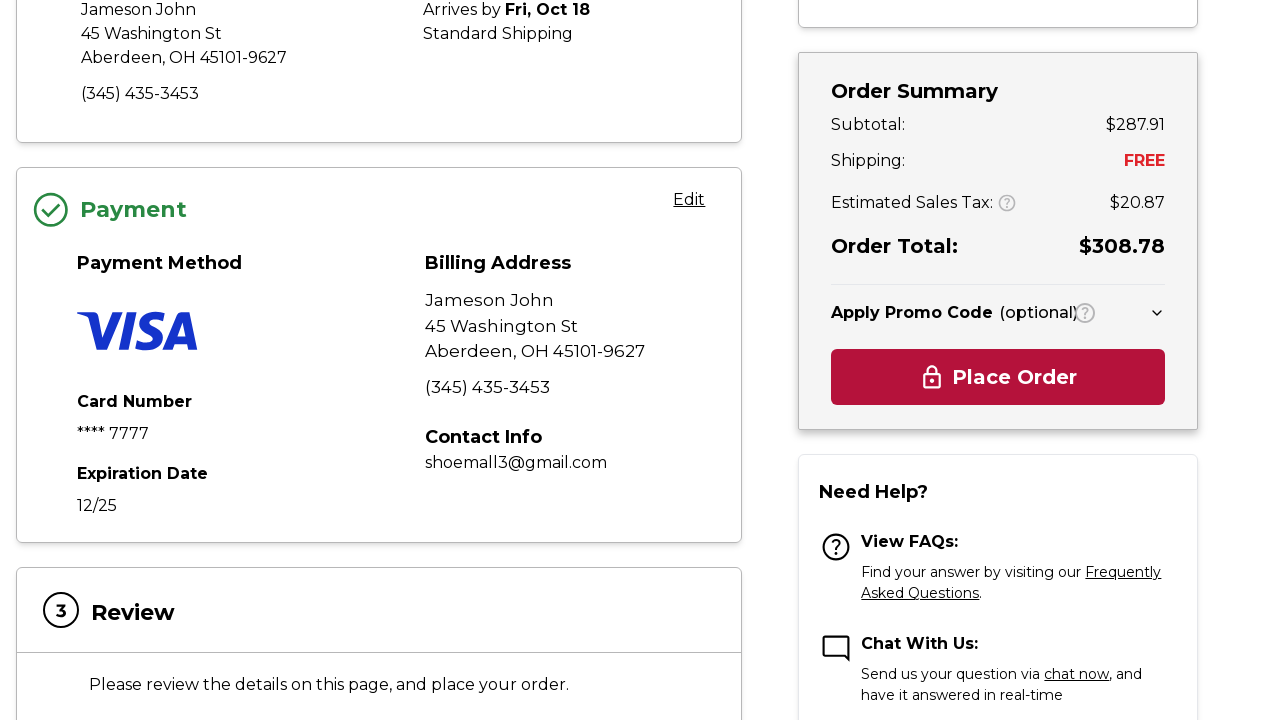 Jameson John
45 Washington St
Aberdeen, OH 45101-9627
(345) 435-3453
Arrives by Fri, Oct 18
Standard Shipping
Payment
Edit
Payment Method
VISA
Card Number
**** 7777
Expiration Date
12/25
Billing Address
Jameson John
45 Washington St
Aberdeen, OH 45101-9627
(345) 435-3453
Contact Info
shoemall3@gmail.com
3 Review
Please review the details on this page, and place your order.
Order Summary
Subtotal: $287.91
Shipping: FREE
Estimated Sales Tax: ? $20.87
Order Total: $308.78
Apply Promo Code (optional) ?
Place Order
Need Help?
? View FAQs:
Find your answer by visiting our Frequently
Asked Questions.
Chat With Us:
Send us your question via chat now, and
have it answered in real-time